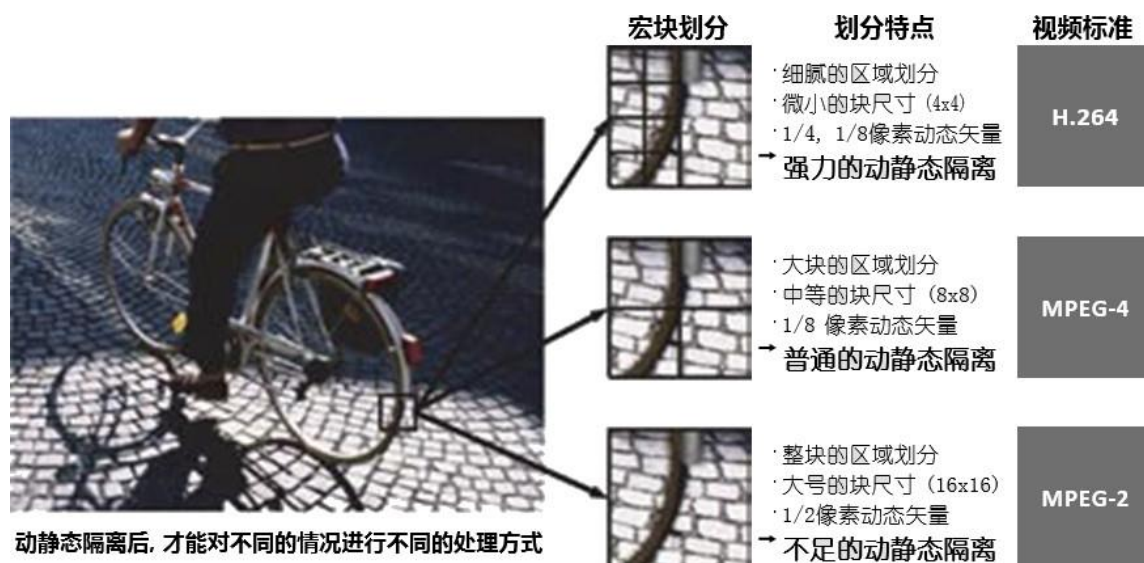 宏块划分 划分特点 视频标准
·细腻的区域划分
·微小的块尺寸 (4x4)
·1/4, 1/8像素动态矢量
→ 强力的动静态隔离
H.264
·大块的区域划分
·中等的块尺寸 (8x8)
·1/8 像素动态矢量
→ 普通的动静态隔离
MPEG-4
·整块的区域划分
·大号的块尺寸 (16x16)
·1/2像素动态矢量
→ 不足的动静态隔离
MPEG-2
动静态隔离后, 才能对不同的情况进行不同的处理方式